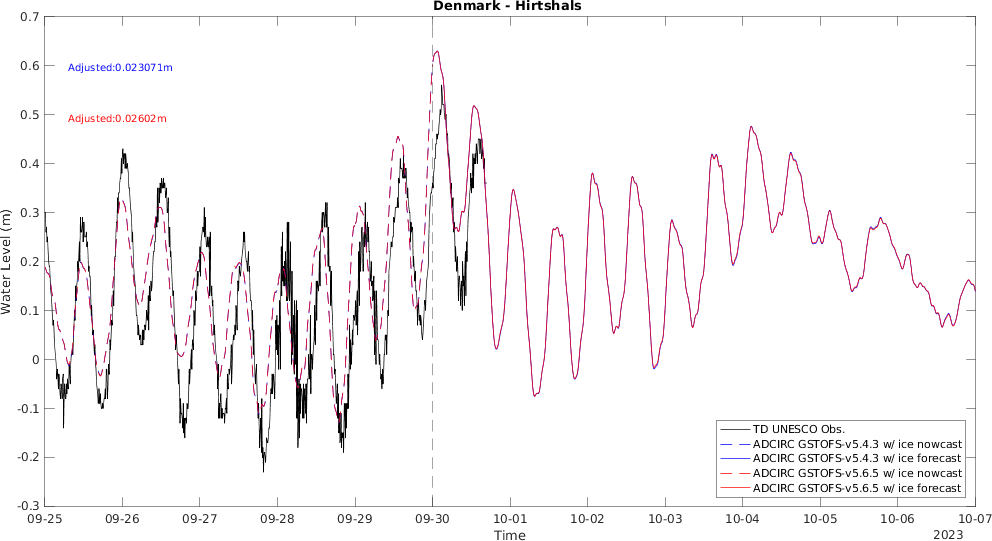 Denmark - Hirtshals
0.7
0.6
0.5
0.4
0.3
0.2
0.1
0
-0.1
-0.2
-0.3
Water Level (m)
Adjusted:0.023071m
Adjusted:0.02602m
TD UNESCO Obs.
ADCIRC GSTOFS-v5.4.3 w/ ice nowcast
ADCIRC GSTOFS-v5.4.3 w/ ice forecast
ADCIRC GSTOFS-v5.6.5 w/ ice nowcast
ADCIRC GSTOFS-v5.6.5 w/ ice forecast
09-25 09-26 09-27 09-28 09-29 09-30 10-01 10-02 10-03 10-04 10-05 10-06 10-07
Time
2023